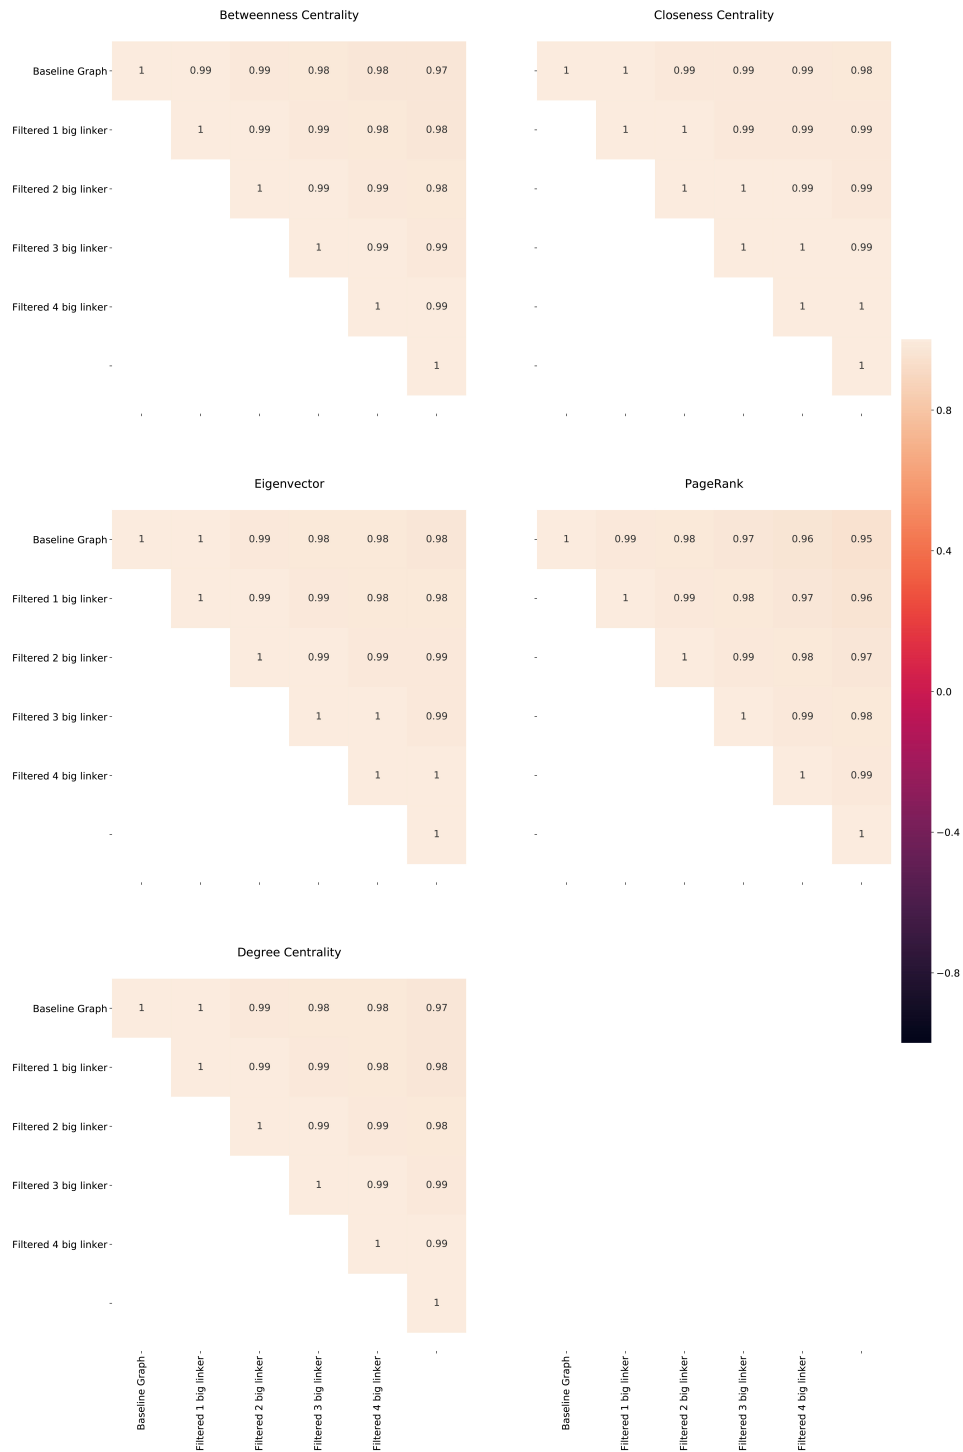 Betweenness Centrality
Closeness Centrality
Baseline Graph 1 0.99 0.99 0.98 0.98 0.97
1 1 0.99 0.99 0.99 0.98
Filtered 1 big linker 1 0.99 0.99 0.98 0.98
1 1 0.99 0.99 0.99
Filtered 2 big linker 1 0.99 0.99 0.98
1 1 0.99 0.99
Filtered 3 big linker 1 0.99 0.99
1 1 0.99
Filtered 4 big linker 1 0.99
1 1
1
1
Eigenvector
PageRank
Baseline Graph 1 1 0.99 0.98 0.98 0.98
1 0.99 0.98 0.97 0.96 0.95
Filtered 1 big linker 1 0.99 0.99 0.98 0.98
1 0.99 0.98 0.97 0.96
Filtered 2 big linker 1 0.99 0.99 0.99
1 0.99 0.98 0.97
Filtered 3 big linker 1 1 0.99
1 0.99 0.98
Filtered 4 big linker 1 1
1 0.99
1
1
0.8
0.4
0.0
−0.4
−0.8
Degree Centrality
Baseline Graph 1 1 0.99 0.98 0.98 0.97
Filtered 1 big linker 1 0.99 0.99 0.98 0.98
Filtered 2 big linker 1 0.99 0.99 0.98
Filtered 3 big linker 1 0.99 0.99
Filtered 4 big linker 1 0.99
1
Baseline Graph
Filtered 1 big linker
Filtered 2 big linker
Filtered 3 big linker
Filtered 4 big linker
Baseline Graph
Filtered 1 big linker
Filtered 2 big linker
Filtered 3 big linker
Filtered 4 big linker